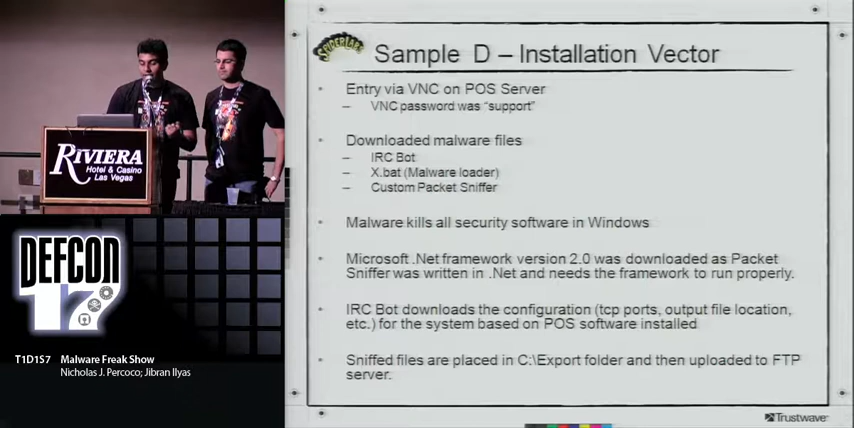 RIVIERA
Hotel & Casino
Las Vegas
DEFCON
17
T1D1S7 Malware Freak Show
Nicholas J. Percoco; Jibran Ilyas
SPIDERLABS
Sample D – Installation Vector
• Entry via VNC on POS Server
– VNC password was "support"
• Downloaded malware files
– IRC Bot
– X.bat (Malware loader)
– Custom Packet Sniffer
• Malware kills all security software in Windows
• Microsoft .Net framework version 2.0 was downloaded as Packet
Sniffer was written in .Net and needs the framework to run properly.
• IRC Bot downloads the configuration (tcp ports, output file location,
etc.) for the system based on POS software installed
• Sniffed files are placed in C:\Export folder and then uploaded to FTP
server.
Trustwave